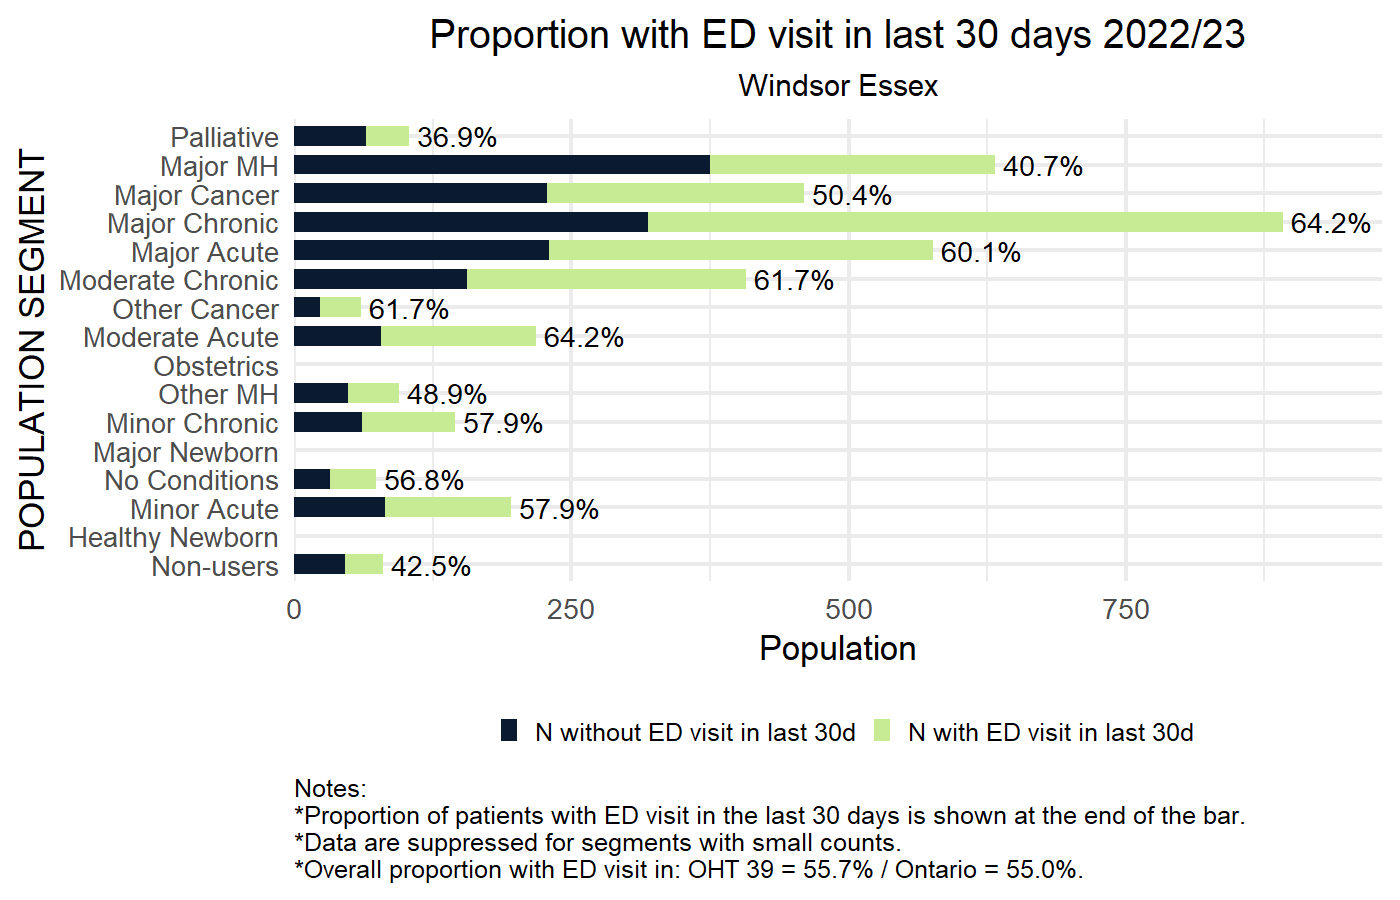 Proportion with ED visit in last 30 days 2022/23
Windsor Essex
POPULATION SEGMENT
Palliative 36.9%
Major MH 40.7%
Major Cancer 50.4%
Major Chronic 64.2%
Major Acute 60.1%
Moderate Chronic 61.7%
Other Cancer 61.7%
Moderate Acute 64.2%
Obstetrics
Other MH 48.9%
Minor Chronic 57.9%
Major Newborn
No Conditions 56.8%
Minor Acute 57.9%
Healthy Newborn
Non-users 42.5%
0 250 500 750
Population
N without ED visit in last 30d N with ED visit in last 30d
Notes:
*Proportion of patients with ED visit in the last 30 days is shown at the end of the bar.
*Data are suppressed for segments with small counts.
*Overall proportion with ED visit in: OHT 39 = 55.7% / Ontario = 55.0%.